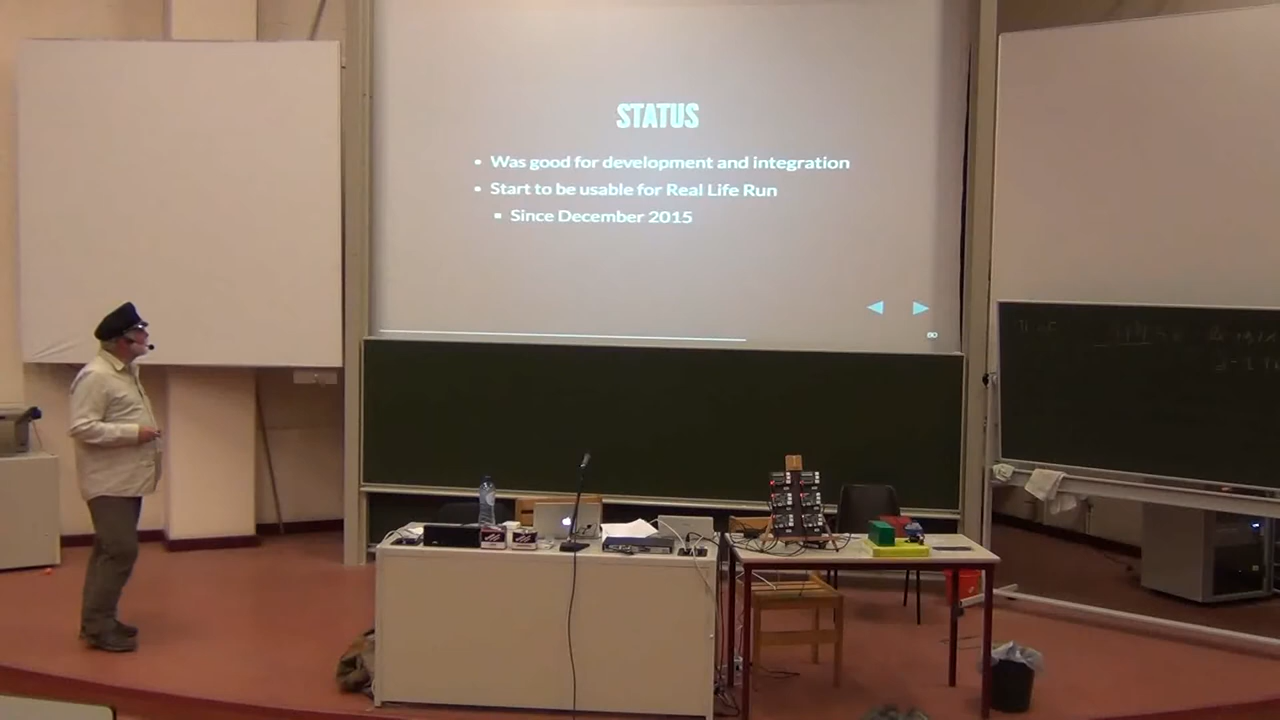 STATUS
• Was good for development and integration
• Start to be usable for Real Life Run
▪ Since December 2015